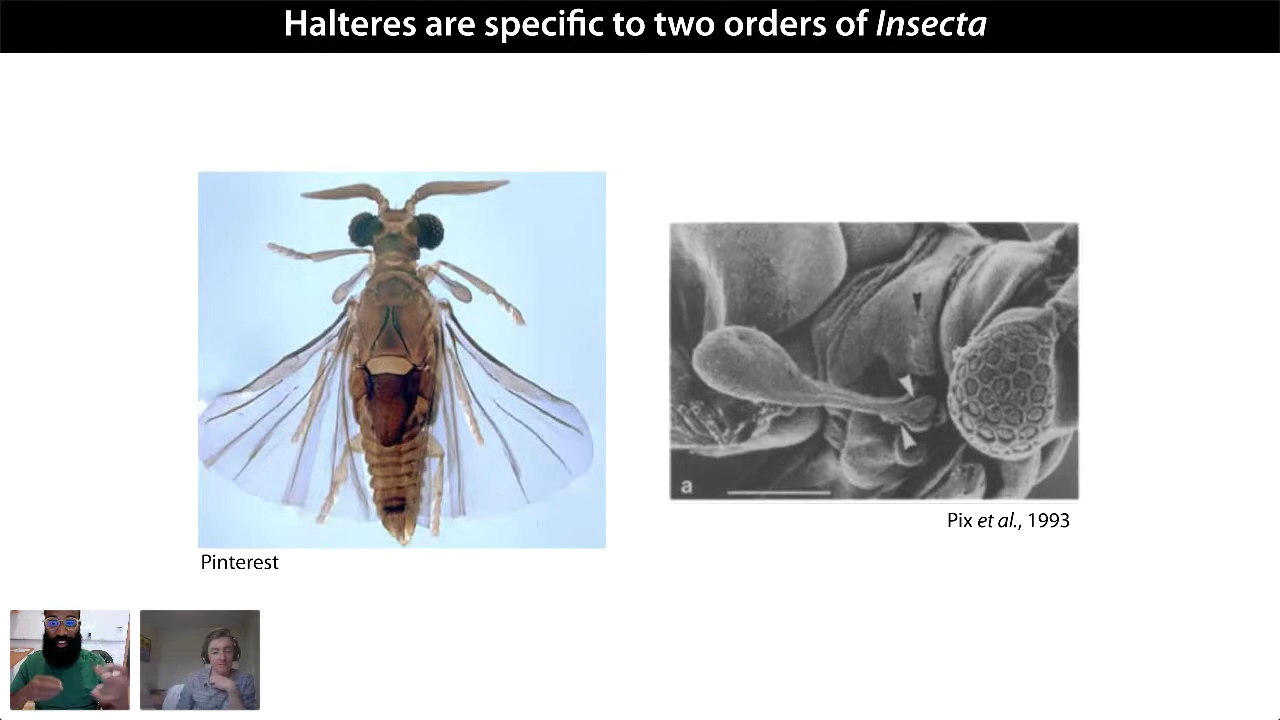 Halteres are specific to two orders of Insecta
a
Pix et al., 1993
Pinterest